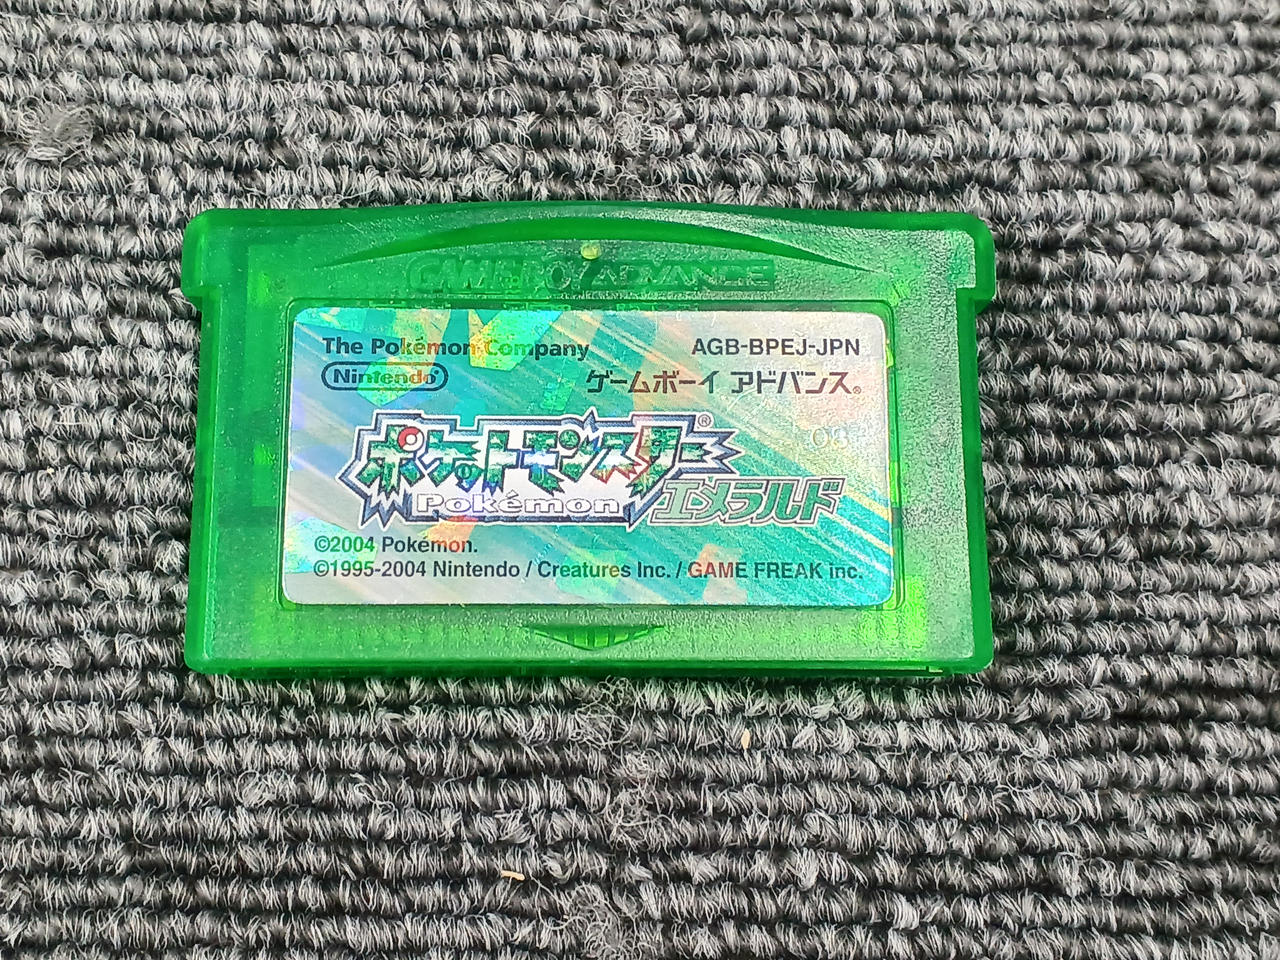 GAME BOY ADVANCE
The Pokémon Company
AGB-BPEJ-JPN
Nintendo®
ゲームボーイ アドバンス®
ポケットモンスター®
Pokémon エメラルド
©2004 Pokémon.
©1995-2004 Nintendo / Creatures Inc. / GAME FREAK inc.